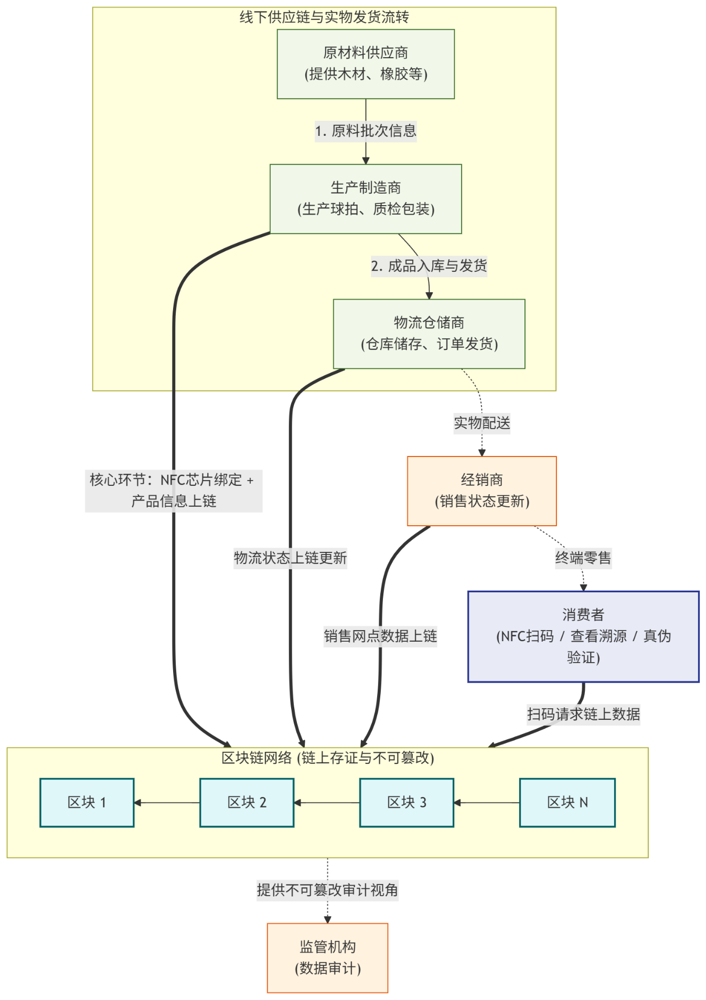 线下供应链与实物发货流转
原材料供应商
(提供木材、橡胶等)
1. 原料批次信息
生产制造商
(生产球拍、质检包装)
2. 成品入库与发货
物流仓储商
(仓库储存、订单发货)
实物配送
经销商
(销售状态更新)
核心环节：NFC芯片绑定 +
产品信息上链
物流状态上链更新
终端零售
销售网点数据上链
消费者
(NFC扫码 / 查看溯源 / 真伪
验证)
扫码请求链上数据
区块链网络 (链上存证与不可篡改)
区块 1
区块 2
区块 3
区块 N
提供不可篡改审计视角
监管机构
(数据审计)